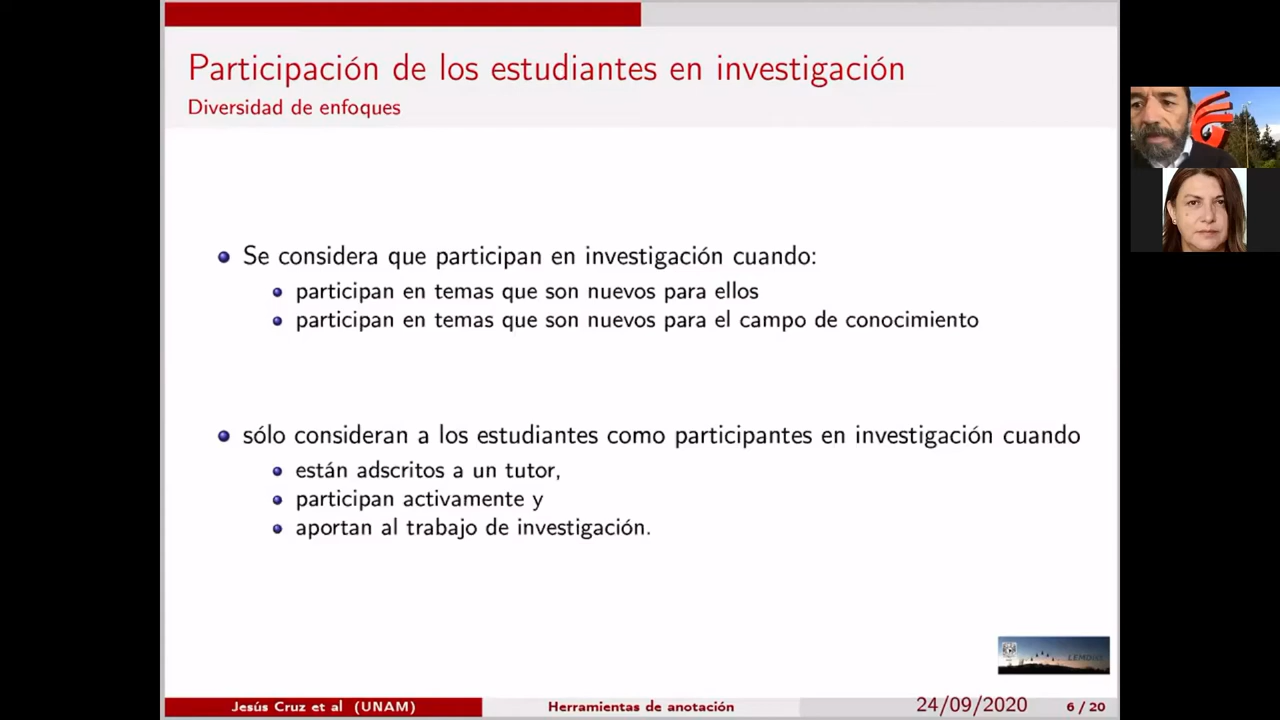 Participación de los estudiantes en investigación
Diversidad de enfoques
Se considera que participan en investigación cuando:
participan en temas que son nuevos para ellos
participan en temas que son nuevos para el campo de conocimiento
sólo consideran a los estudiantes como participantes en investigación cuando
están adscritos a un tutor,
participan activamente y
aportan al trabajo de investigación.
Jesús Cruz et al (UNAM)
Herramientas de anotación
24/09/2020
6 / 20